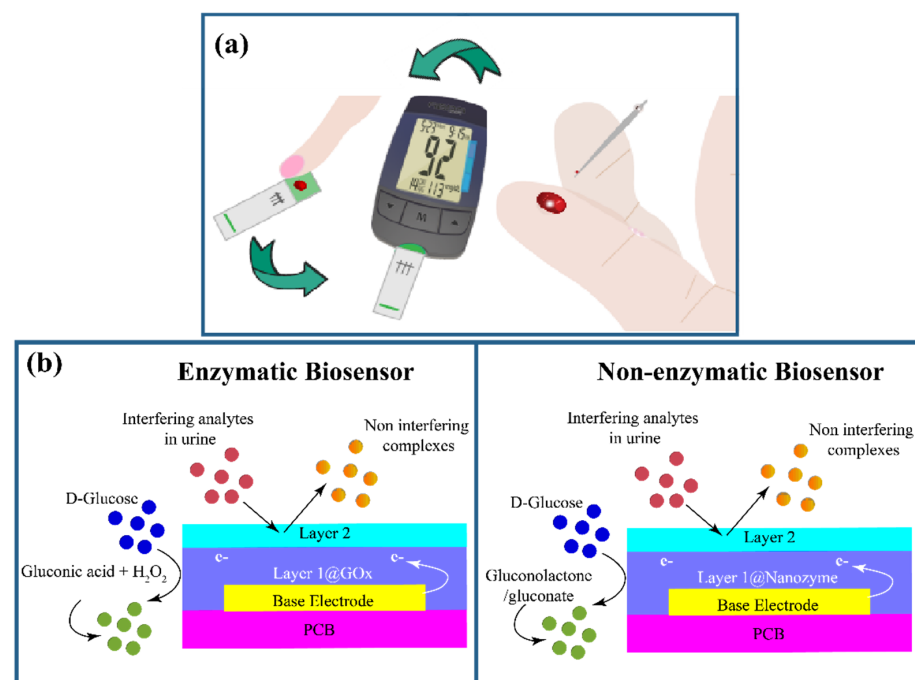 (a)
92
M
113
(b)
Enzymatic Biosensor
Interfering analytes
in urine
Non interfering
complexes
D-Glucose
Layer 2
e-
e-
Gluconic acid + H₂O₂
Layer 1@GOx
Base Electrode
PCB
Non-enzymatic Biosensor
Interfering analytes
in urine
Non interfering
complexes
D-Glucose
Layer 2
e-
e-
Gluconolactone
/gluconate
Layer 1@Nanozyme
Base Electrode
PCB